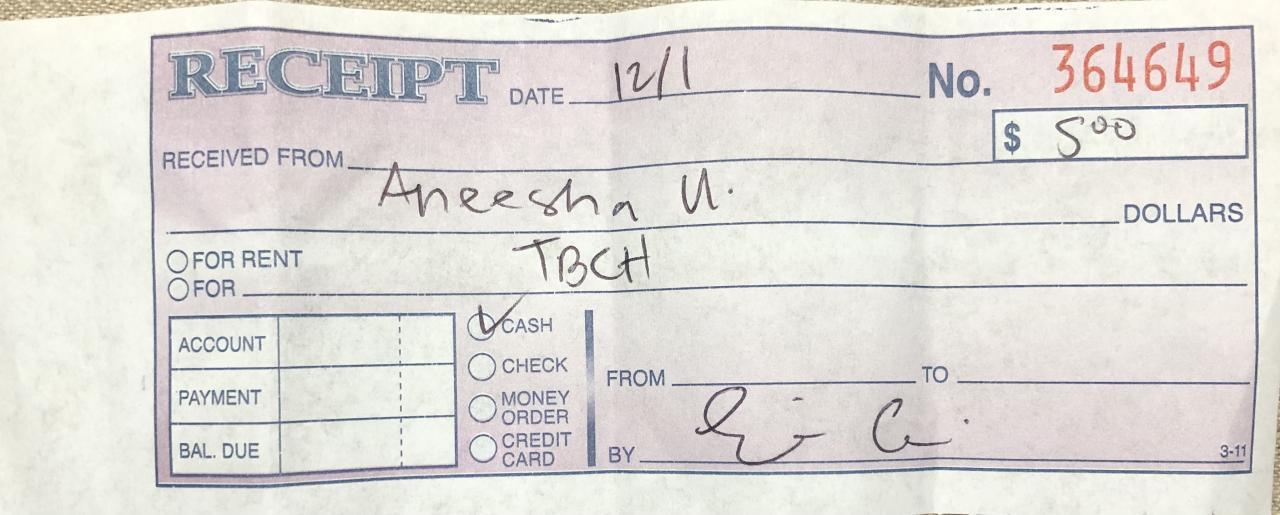 RECEIPT DATE 12/1 No. 364649
$ 5 00
RECEIVED FROM
Aneesha U.
DOLLARS
FOR RENT
TBCH
FOR
ACCOUNT
PAYMENT
BAL. DUE
CASH
CHECK
MONEY
ORDER
CREDIT
CARD
FROM TO
BY
3-11